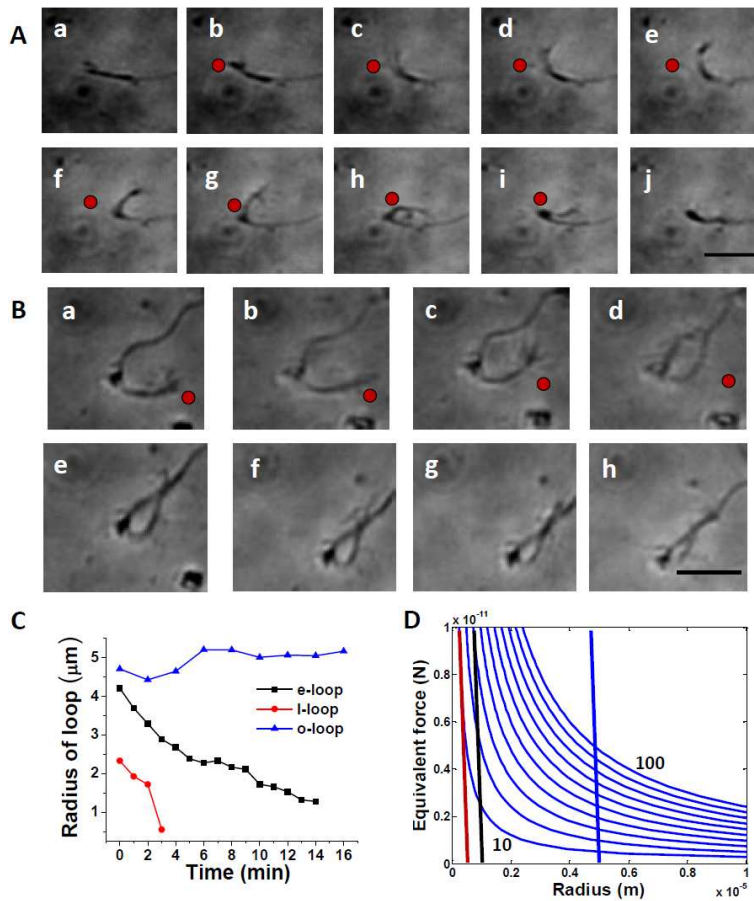 A
a b c d e
f g h i j
B
a b c d
e f g h
C
Radius of loop (μm)
5
4
3
2
1
e-loop
l-loop
o-loop
0 2 4 6 8 10 12 14 16
Time (min)
D
x 10⁻¹¹
Equivalent force (N)
1
0.8
0.6
0.4
0.2
0
100
10
0 0.2 0.4 0.6 0.8 1
x 10⁻⁵
Radius (m)